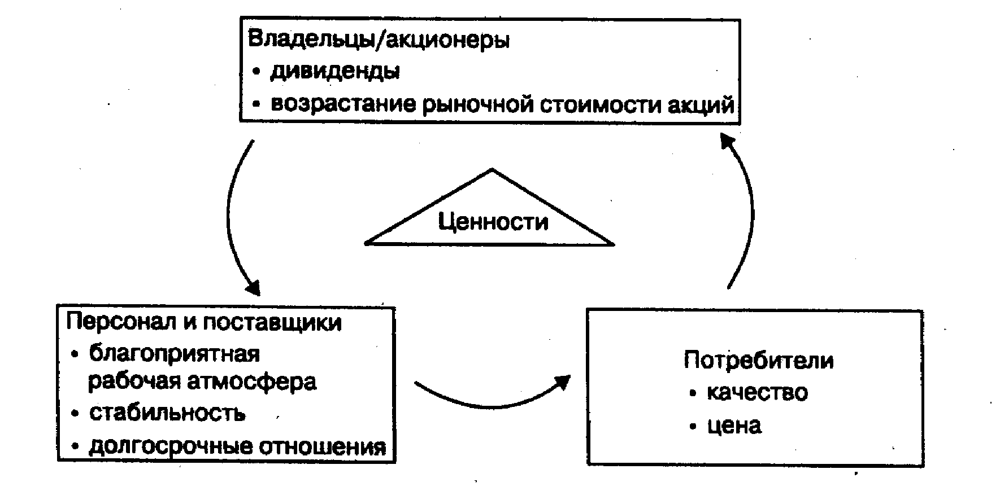 Владельцы/акционеры
• дивиденды
• возрастание рыночной стоимости акций
Ценности
Персонал и поставщики
• благоприятная
рабочая атмосфера
• стабильность
• долгосрочные отношения
Потребители
• качество
• цена